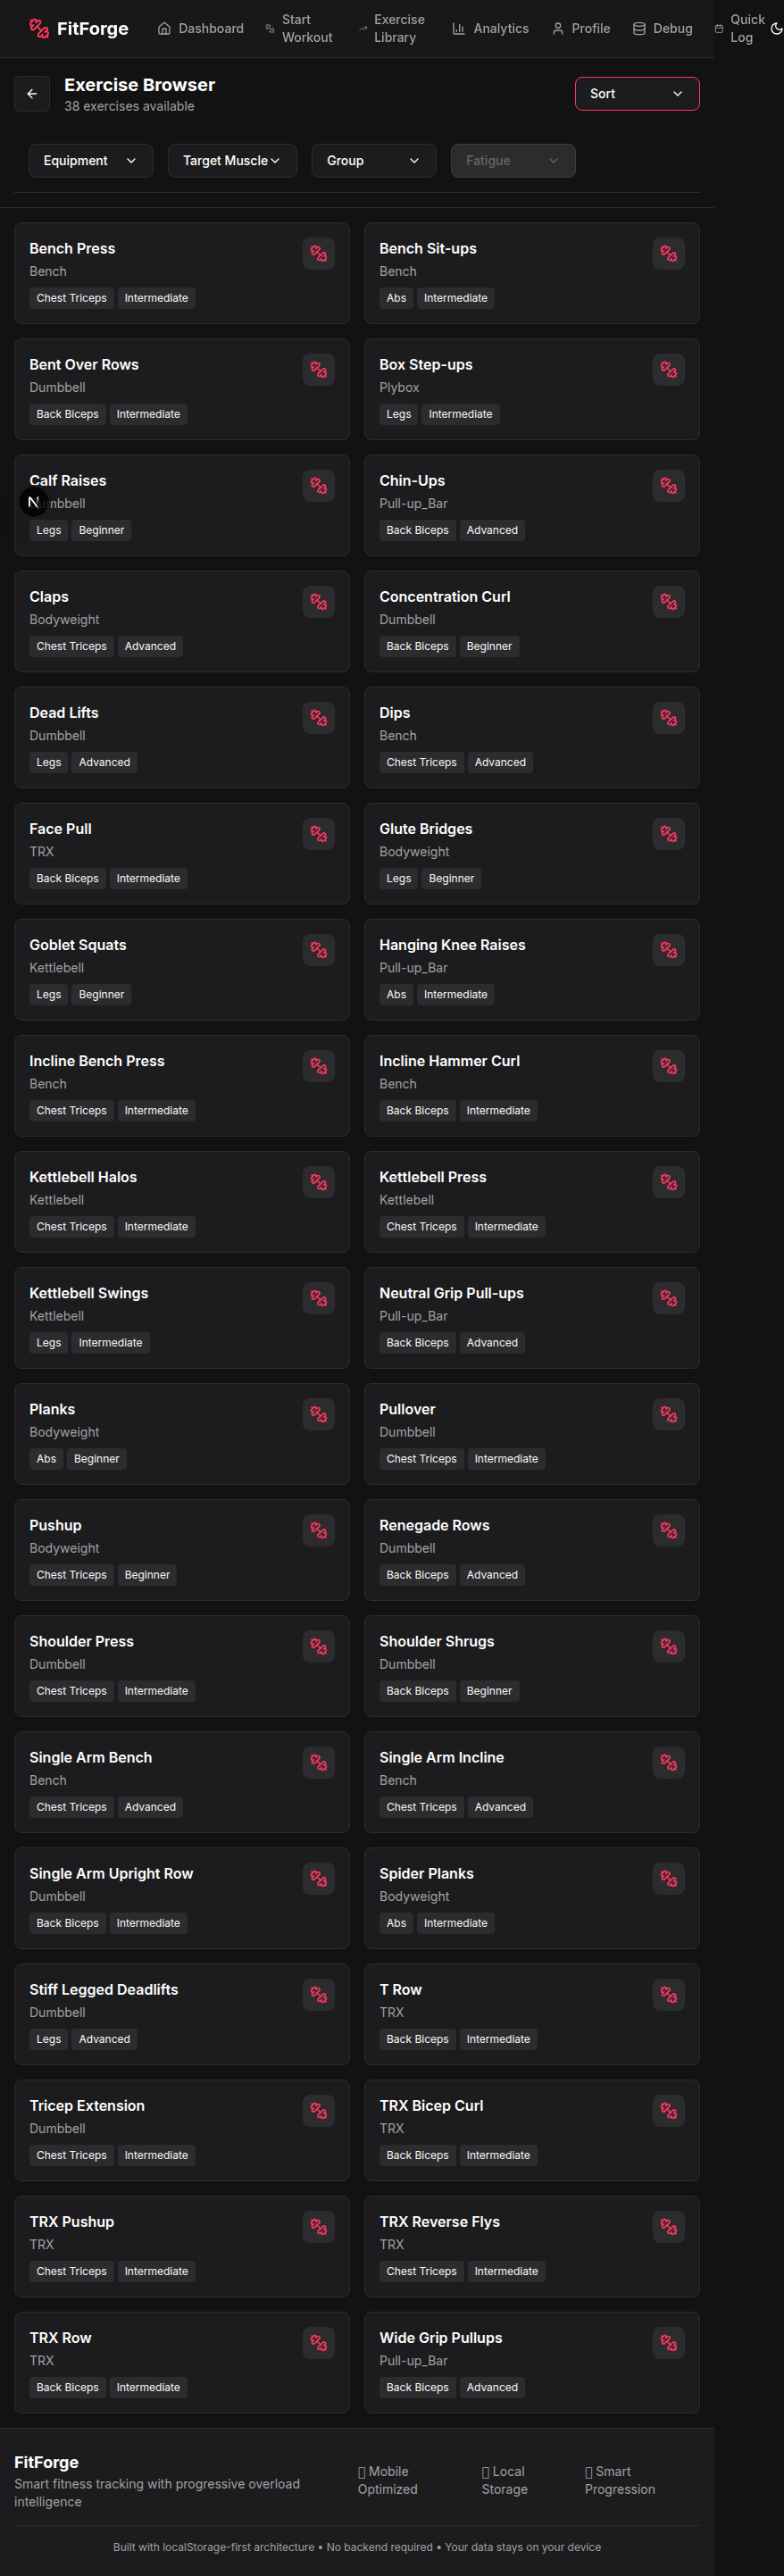 FitForge
Dashboard
Start
Workout
Exercise
Library
Analytics
Profile
Debug
Quick
Log
Exercise Browser
38 exercises available
Sort
Equipment
Target Muscle
Group
Fatigue
Bench Press
Bench
Chest Triceps
Intermediate
Bench Sit-ups
Bench
Abs
Intermediate
Bent Over Rows
Dumbbell
Back Biceps
Intermediate
Box Step-ups
Plybox
Legs
Intermediate
Calf Raises
N
mbbell
Legs
Beginner
Chin-Ups
Pull-up_Bar
Back Biceps
Advanced
Claps
Bodyweight
Chest Triceps
Advanced
Concentration Curl
Dumbbell
Back Biceps
Beginner
Dead Lifts
Dumbbell
Legs
Advanced
Dips
Bench
Chest Triceps
Advanced
Face Pull
TRX
Back Biceps
Intermediate
Glute Bridges
Bodyweight
Legs
Beginner
Goblet Squats
Kettlebell
Legs
Beginner
Hanging Knee Raises
Pull-up_Bar
Abs
Intermediate
Incline Bench Press
Bench
Chest Triceps
Intermediate
Incline Hammer Curl
Bench
Back Biceps
Intermediate
Kettlebell Halos
Kettlebell
Chest Triceps
Intermediate
Kettlebell Press
Kettlebell
Chest Triceps
Intermediate
Kettlebell Swings
Kettlebell
Legs
Intermediate
Neutral Grip Pull-ups
Pull-up_Bar
Back Biceps
Advanced
Planks
Bodyweight
Abs
Beginner
Pullover
Dumbbell
Chest Triceps
Intermediate
Pushup
Bodyweight
Chest Triceps
Beginner
Renegade Rows
Dumbbell
Back Biceps
Advanced
Shoulder Press
Dumbbell
Chest Triceps
Intermediate
Shoulder Shrugs
Dumbbell
Back Biceps
Beginner
Single Arm Bench
Bench
Chest Triceps
Advanced
Single Arm Incline
Bench
Chest Triceps
Advanced
Single Arm Upright Row
Dumbbell
Back Biceps
Intermediate
Spider Planks
Bodyweight
Abs
Intermediate
Stiff Legged Deadlifts
Dumbbell
Legs
Advanced
T Row
TRX
Back Biceps
Intermediate
Tricep Extension
Dumbbell
Chest Triceps
Intermediate
TRX Bicep Curl
TRX
Back Biceps
Intermediate
TRX Pushup
TRX
Chest Triceps
Intermediate
TRX Reverse Flys
TRX
Chest Triceps
Intermediate
TRX Row
TRX
Back Biceps
Intermediate
Wide Grip Pullups
Pull-up_Bar
Back Biceps
Advanced
FitForge
Smart fitness tracking with progressive overload
intelligence
Mobile
Optimized
Local
Storage
Smart
Progression
Built with localStorage-first architecture • No backend required • Your data stays on your device